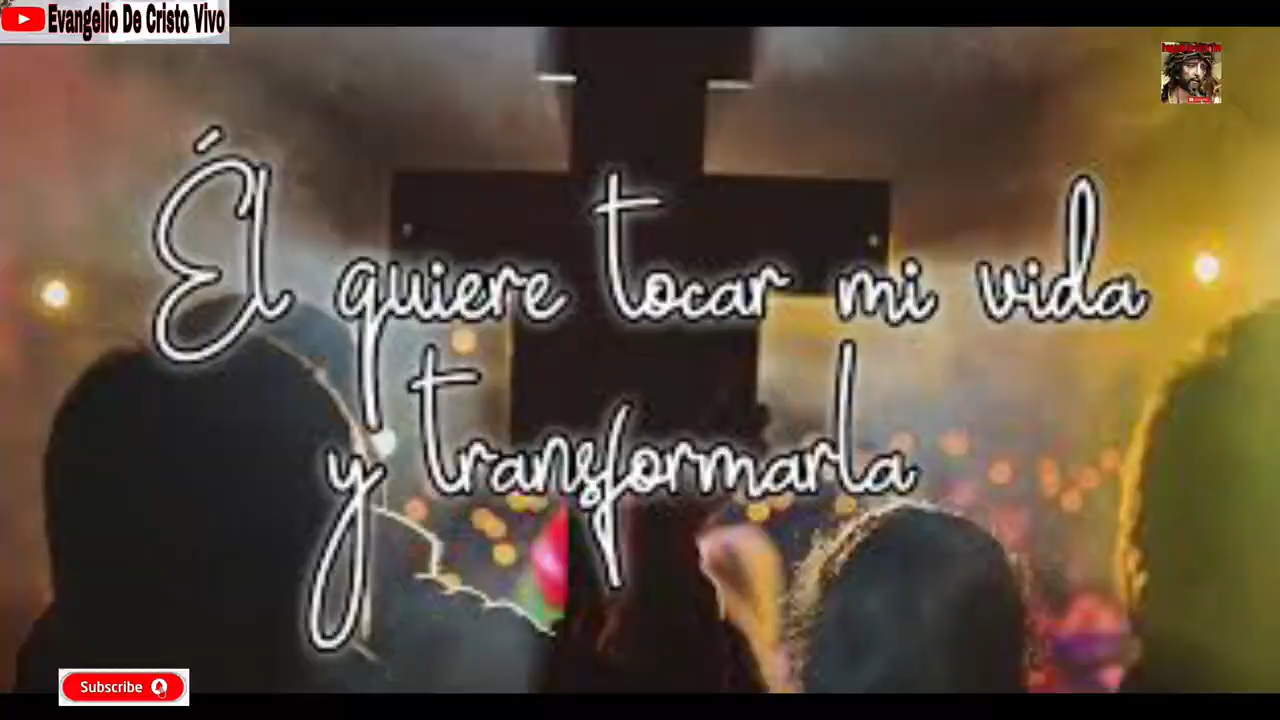 Evangelio De Cristo Vivo
Él quiere tocar mi vida
y transformarla
Subscribe